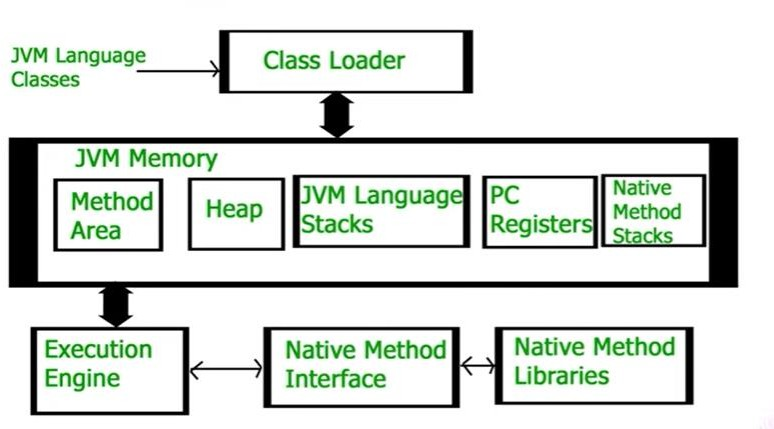 JVM Language
Classes
Class Loader
JVM Memory
Method
Area
Heap
JVM Language
Stacks
PC
Registers
Native
Method
Stacks
Execution
Engine
Native Method
Interface
Native Method
Libraries